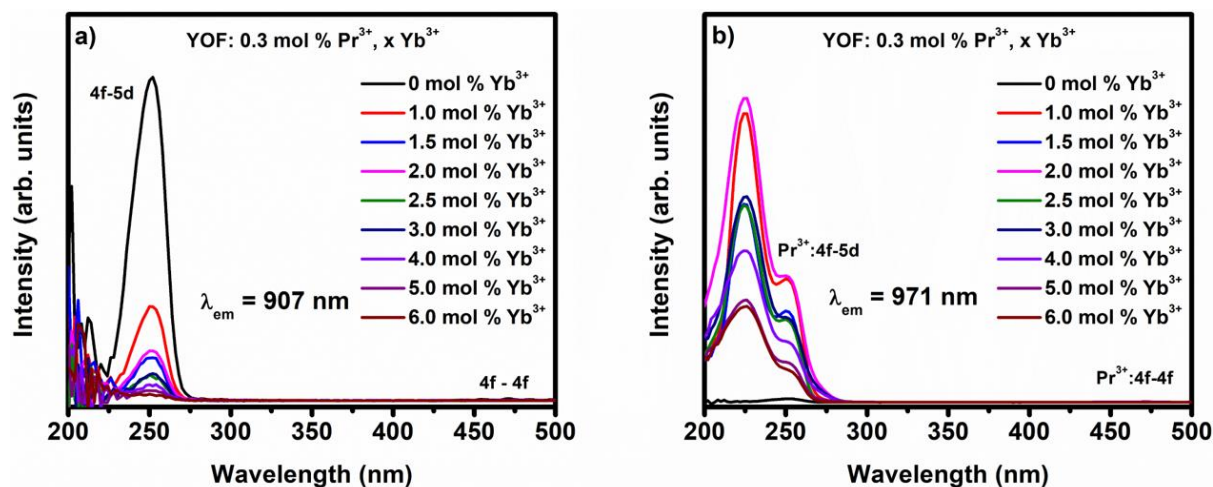 a)
YOF: 0.3 mol % Pr³⁺, x Yb³⁺
4f-5d
0 mol % Yb³⁺
1.0 mol % Yb³⁺
1.5 mol % Yb³⁺
2.0 mol % Yb³⁺
2.5 mol % Yb³⁺
3.0 mol % Yb³⁺
4.0 mol % Yb³⁺
5.0 mol % Yb³⁺
6.0 mol % Yb³⁺
λem = 907 nm
4f - 4f
Intensity (arb. units)
200 250 300 350 400 450 500
Wavelength (nm)
b)
YOF: 0.3 mol % Pr³⁺, x Yb³⁺
0 mol % Yb³⁺
1.0 mol % Yb³⁺
1.5 mol % Yb³⁺
2.0 mol % Yb³⁺
2.5 mol % Yb³⁺
3.0 mol % Yb³⁺
4.0 mol % Yb³⁺
5.0 mol % Yb³⁺
6.0 mol % Yb³⁺
Pr³⁺:4f-5d
λem = 971 nm
Pr³⁺:4f-4f
Intensity (arb. units)
200 250 300 350 400 450 500
Wavelength (nm)